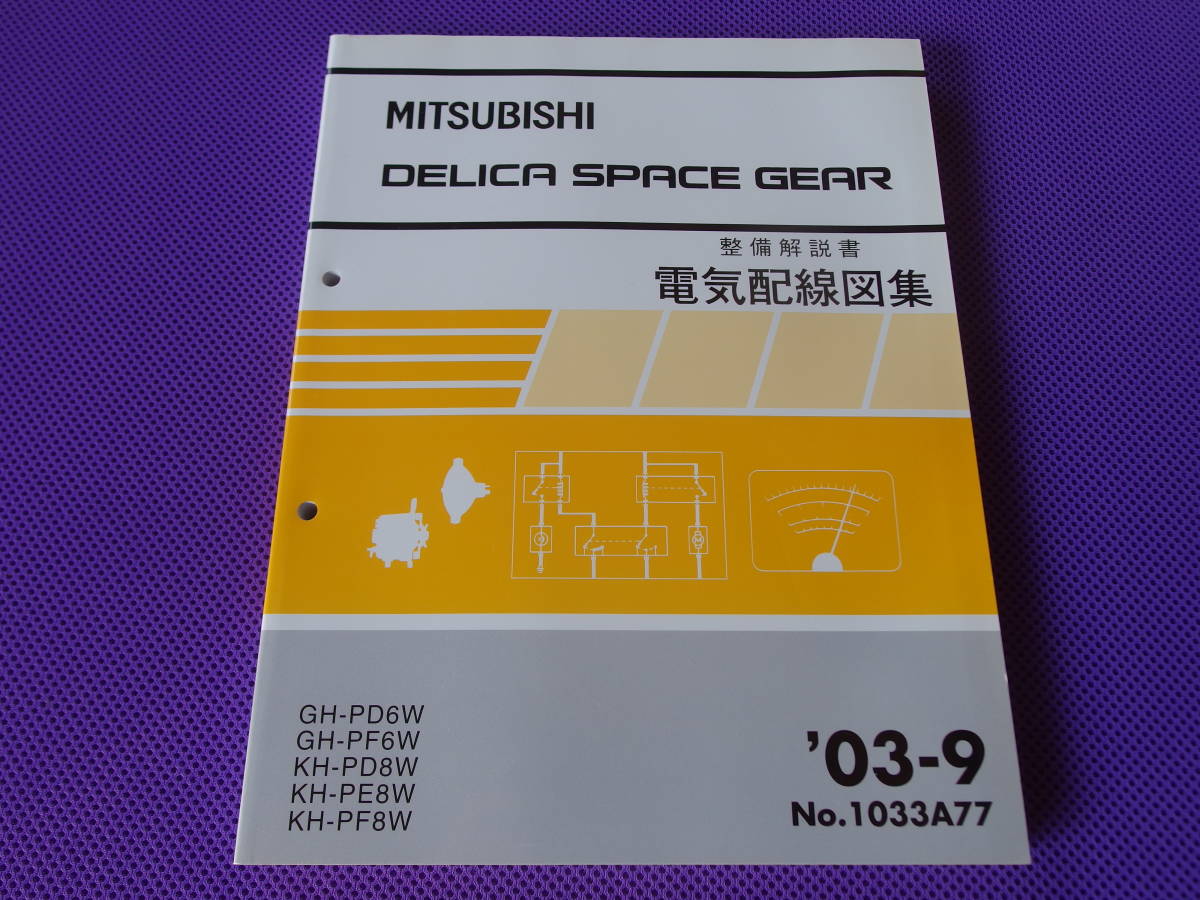 MITSUBISHI
DELICA SPACE GEAR
整備解説書
電気配線図集
M
GH-PD6W
GH-PF6W
KH-PD8W
KH-PE8W
KH-PF8W
'03-9
No.1033A77